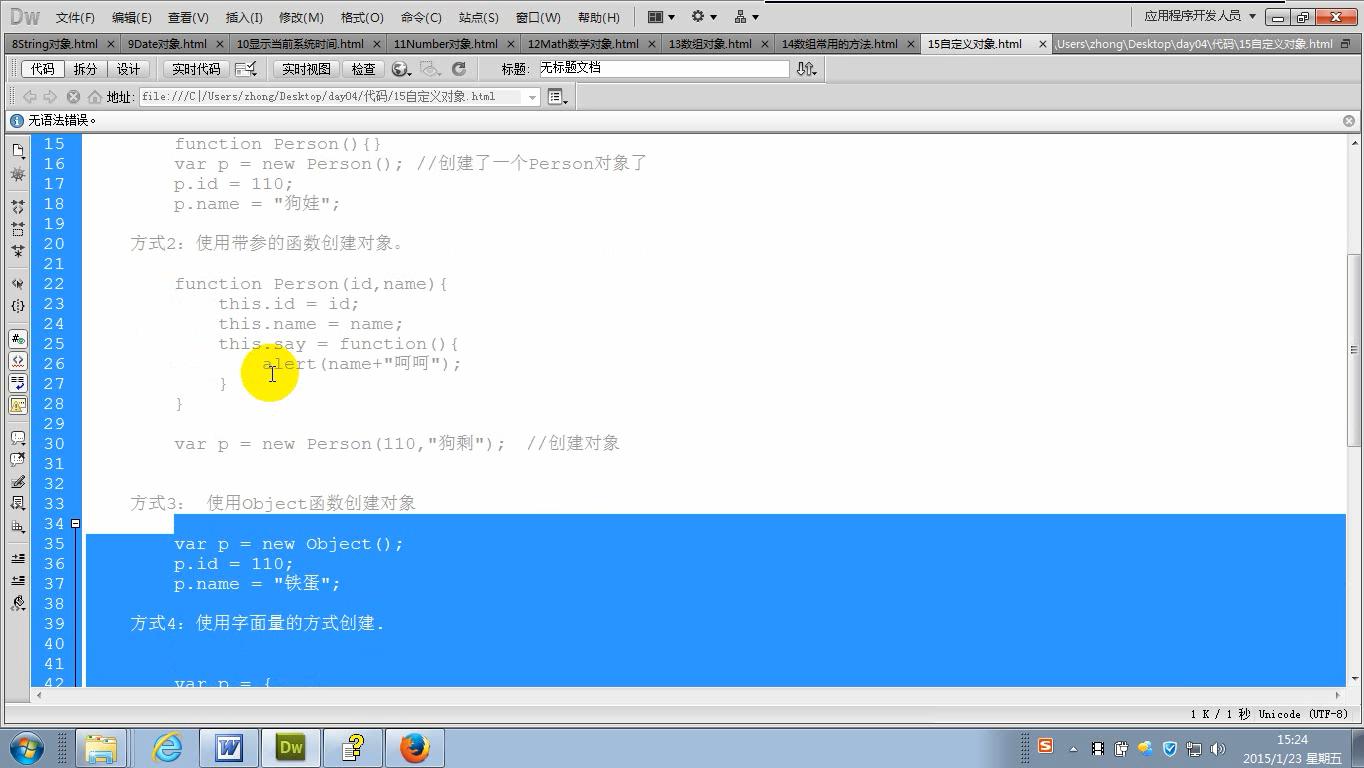 Dw 文件(F) 编辑(E) 查看(V) 插入(I) 修改(M) 格式(O) 命令(C) 站点(S) 窗口(W) 帮助(H) 应用程序开发人员
8String对象.html 9Date对象.html 10显示当前系统时间.html 11Number对象.html 12Math数学对象.html 13数组对象.html 14数组常用的方法.html 15自定义对象.html \Users\zhong\Desktop\day04\代码\15自定义对象.html
代码 拆分 设计 实时代码 实时视图 检查 标题: 无标题文档
地址: file:///C|/Users/zhong/Desktop/day04/代码/15自定义对象.html
无语法错误。
15 function Person(){}
16 var p = new Person(); //创建了一个Person对象了
17 p.id = 110;
18 p.name = "狗娃";
19
20 方式2：使用带参的函数创建对象。
21
22 function Person(id,name){
23 this.id = id;
24 this.name = name;
25 this.say = function(){
26 alert(name+"呵呵");
27 }
28 }
29
30 var p = new Person(110,"狗剩"); //创建对象
31
32
33 方式3： 使用Object函数创建对象
34
35 var p = new Object();
36 p.id = 110;
37 p.name = "铁蛋";
38
39 方式4：使用字面量的方式创建.
40
41
42 var p = {
1 K / 1 秒 Unicode (UTF-8)
15:24
2015/1/23 星期五